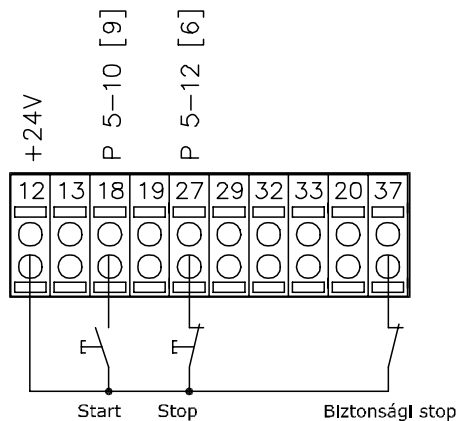 +24V
P 5-10 [9]
P 5-12 [6]
12 13 18 19 27 29 32 33 20 37
Start Stop Biztonsági stop